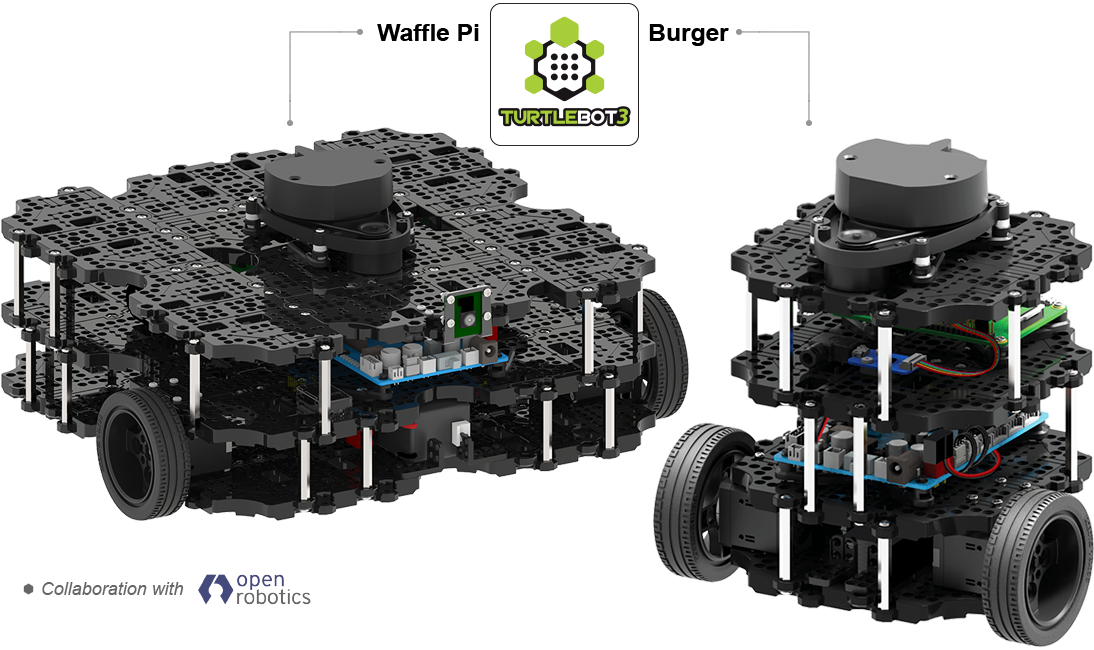 Waffle Pi
TURTLEBOT3
Burger
Collaboration with
open
robotics